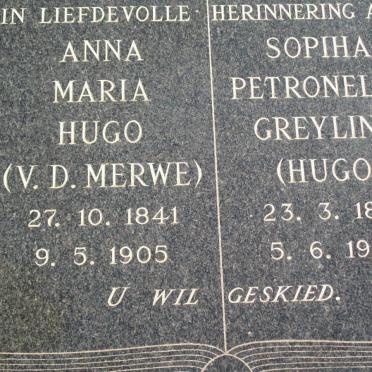 IN LIEFDEVOLLE HERINNERING A
ANNA
MARIA
HUGO
(V. D. MERWE)
27. 10. 1841
9. 5. 1905
SOPIHA
PETRONEL
GREYLIN
(HUGO
23. 3. 18
5. 6. 19
U WIL GESKIED.